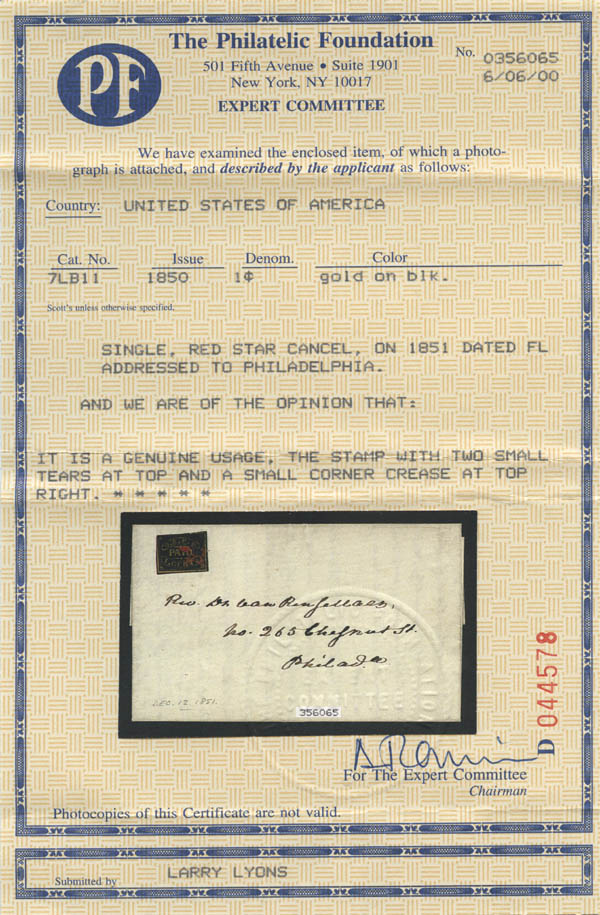 PF
The Philatelic Foundation
501 Fifth Avenue • Suite 1901
New York, NY 10017
EXPERT COMMITTEE
No. 0356065
6/06/00
We have examined the enclosed item, of which a photo-
graph is attached, and described by the applicant as follows:
Country: UNITED STATES OF AMERICA
Cat. No. Issue Denom. Color
7LB11 1850 1¢ gold on blk.
Scott's unless otherwise specified.
SINGLE, RED STAR CANCEL, ON 1851 DATED FL
ADDRESSED TO PHILADELPHIA.
AND WE ARE OF THE OPINION THAT:
IT IS A GENUINE USAGE, THE STAMP WITH TWO SMALL
TEARS AT TOP AND A SMALL CORNER CREASE AT TOP
RIGHT. * * * * *
PAID
Rev. Dr. Van Rensellaer,
No. 265 Chesnut St.
Philada
DEC. 12 1851.
356065
D 044578
For The Expert Committee
Chairman
Photocopies of this Certificate are not valid.
Submitted by LARRY LYONS